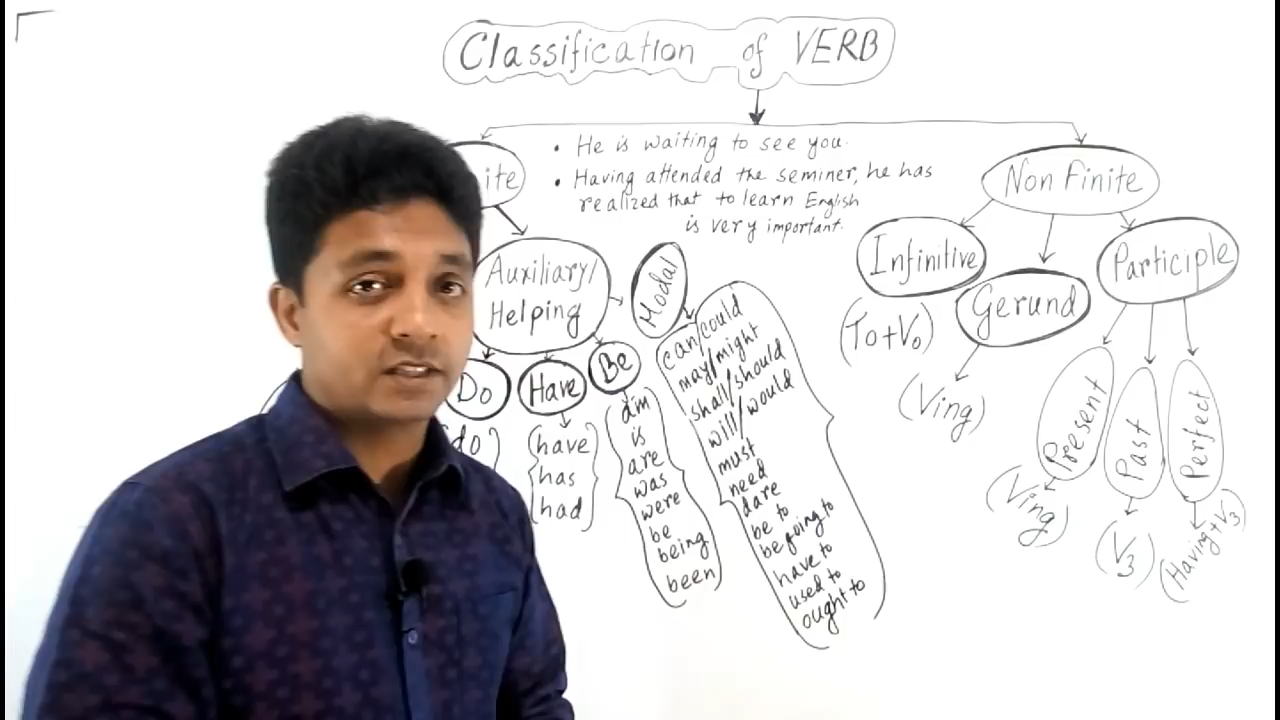 Classification of VERB
ite
• He is waiting to see you.
• Having attended the seminer, he has
realized that to learn English
is very important.
Non Finite
Auxiliary/
Helping
Do
do
Have
have
has
had
Be
am
is
are
was
were
be
being
been
Modal
can/could
may/might
shall/should
will/would
must
need
dare
be to
be going to
have to
used to
ought to
Infinitive
(To+V₀)
Gerund
(Ving)
Participle
Present
(Ving)
Past
(V₃)
Perfect
(Having+V₃)